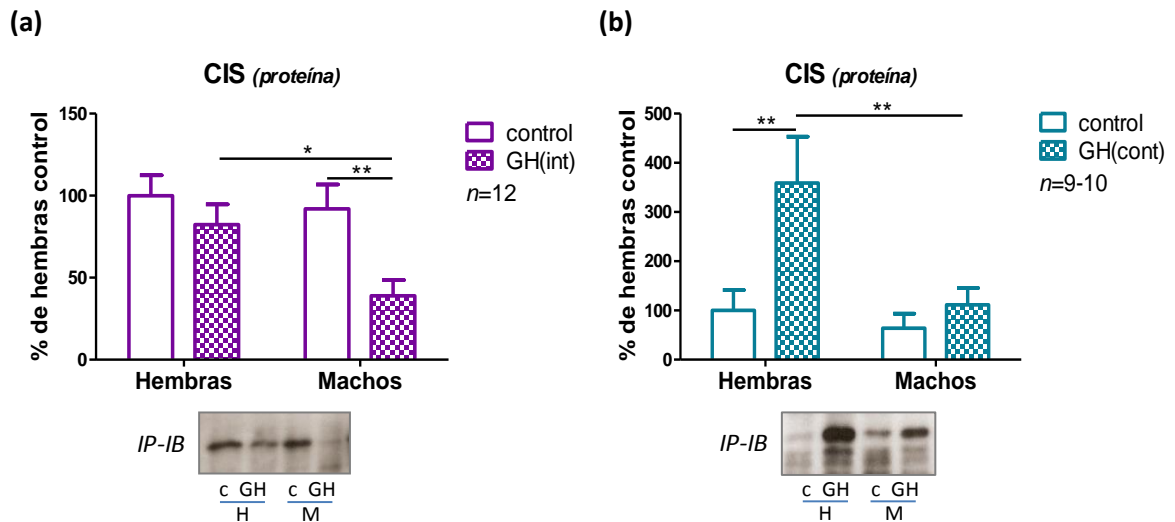 (a)
CIS (proteína)
% de hembras control
150
100
50
0
*
**
control
GH(int)
n=12
Hembras Machos
IP-IB
c GH c GH
H M
(b)
CIS (proteína)
% de hembras control
500
400
300
200
100
0
**
**
control
GH(cont)
n=9-10
Hembras Machos
IP-IB
c GH c GH
H M